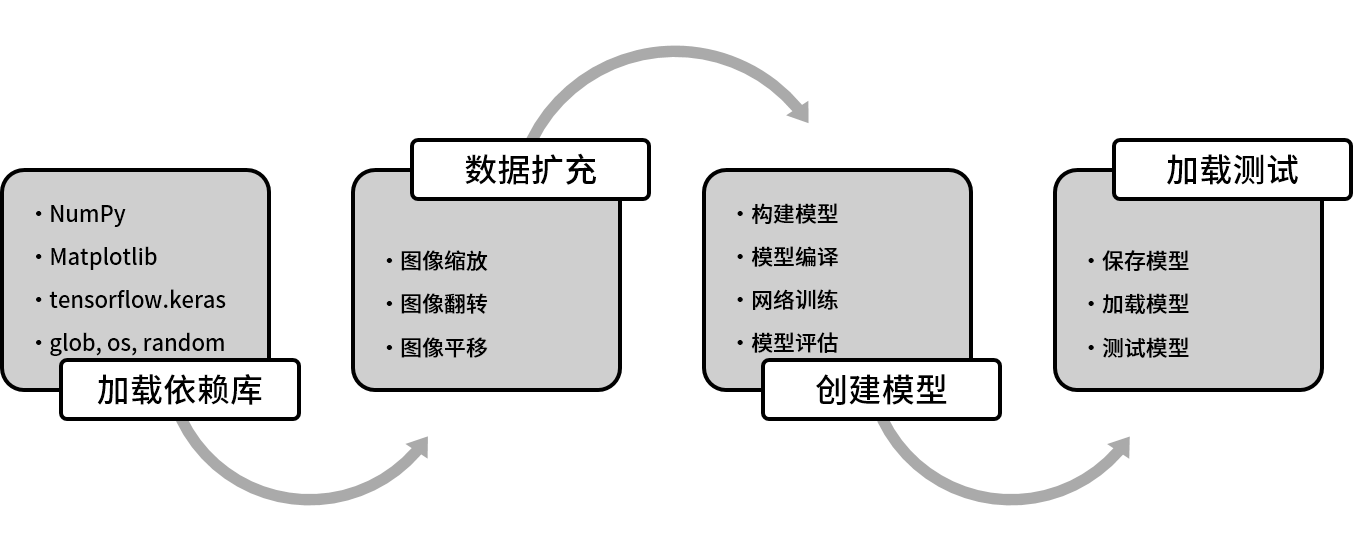 ・NumPy
・Matplotlib
・tensorflow.keras
・glob, os, random
加载依赖库
数据扩充
・图像缩放
・图像翻转
・图像平移
・构建模型
・模型编译
・网络训练
・模型评估
创建模型
加载测试
・保存模型
・加载模型
・测试模型